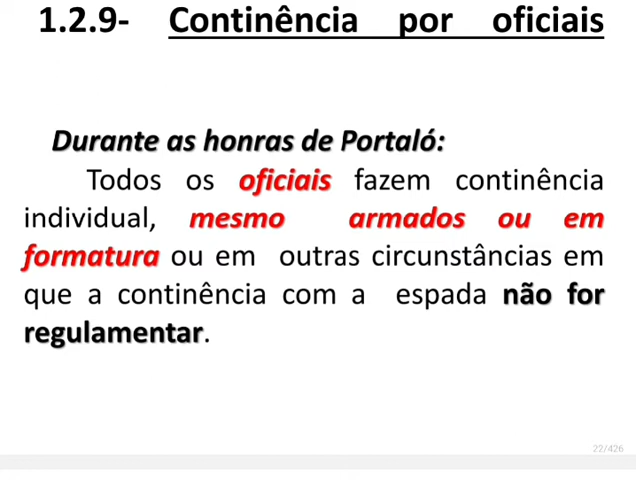 1.2.9- Continência por oficiais
Durante as honras de Portaló:
Todos os oficiais fazem continência
individual, mesmo armados ou em
formatura ou em outras circunstâncias em
que a continência com a espada não for
regulamentar.
22/426